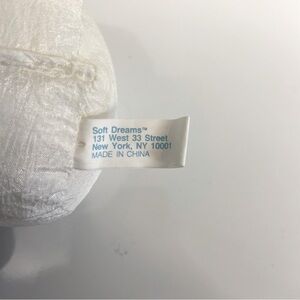 Soft Dreams™
131 West 33 Street
New York, NY 10001
MADE IN CHINA